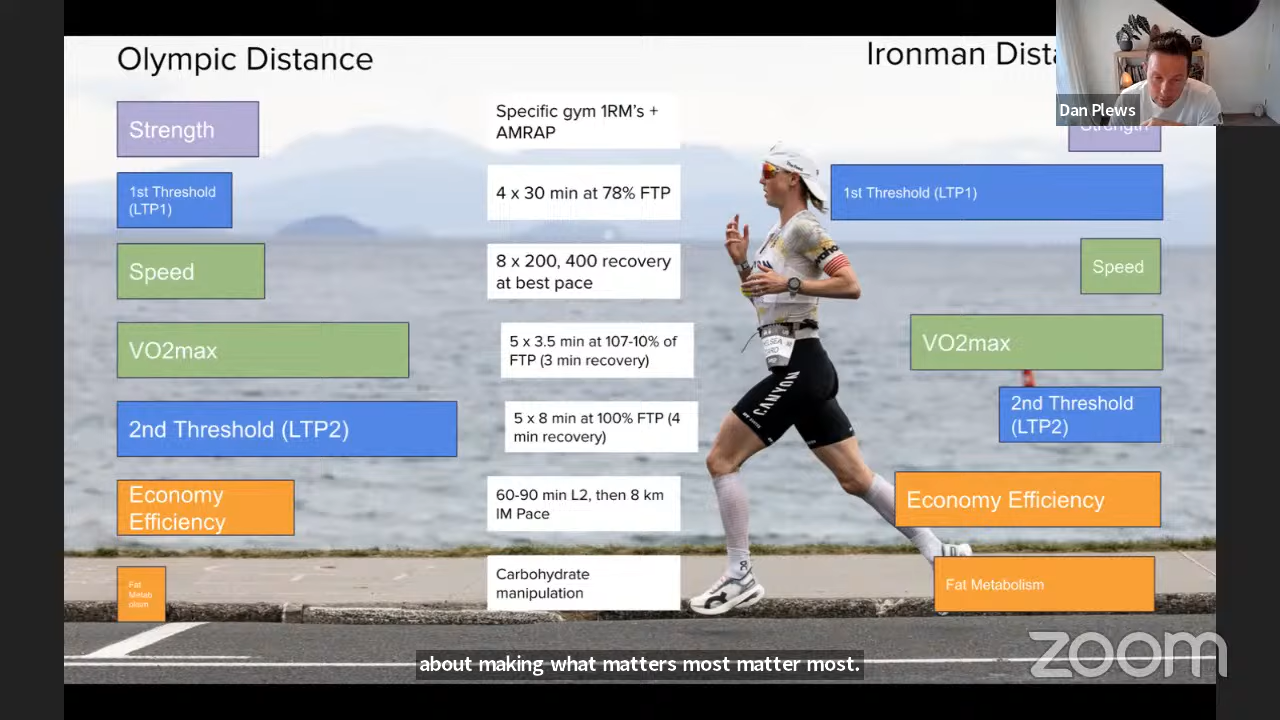 Olympic Distance
Ironman
Dan Plews
Strength
Specific gym 1RM's +
AMRAP
Strength
1st Threshold
(LTP1)
4 x 30 min at 78% FTP
1st Threshold (LTP1)
Speed
8 x 200, 400 recovery
at best pace
Speed
VO2max
5 x 3.5 min at 107-10% of
FTP (3 min recovery)
VO2max
2nd Threshold (LTP2)
5 x 8 min at 100% FTP (4
min recovery)
2nd Threshold
(LTP2)
Economy
Efficiency
60-90 min L2, then 8 km
IM Pace
Economy Efficiency
Fat
Metab
olism
Carbohydrate
manipulation
Fat Metabolism
CANYON
zoom
about making what matters most matter most.